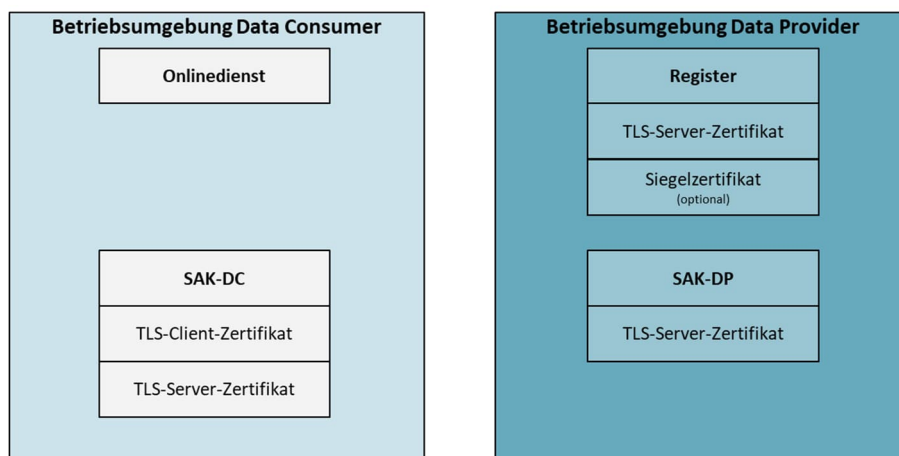 Betriebsumgebung Data Consumer
Onlinedienst
SAK-DC
TLS-Client-Zertifikat
TLS-Server-Zertifikat
Betriebsumgebung Data Provider
Register
TLS-Server-Zertifikat
Siegelzertifikat
(optional)
SAK-DP
TLS-Server-Zertifikat